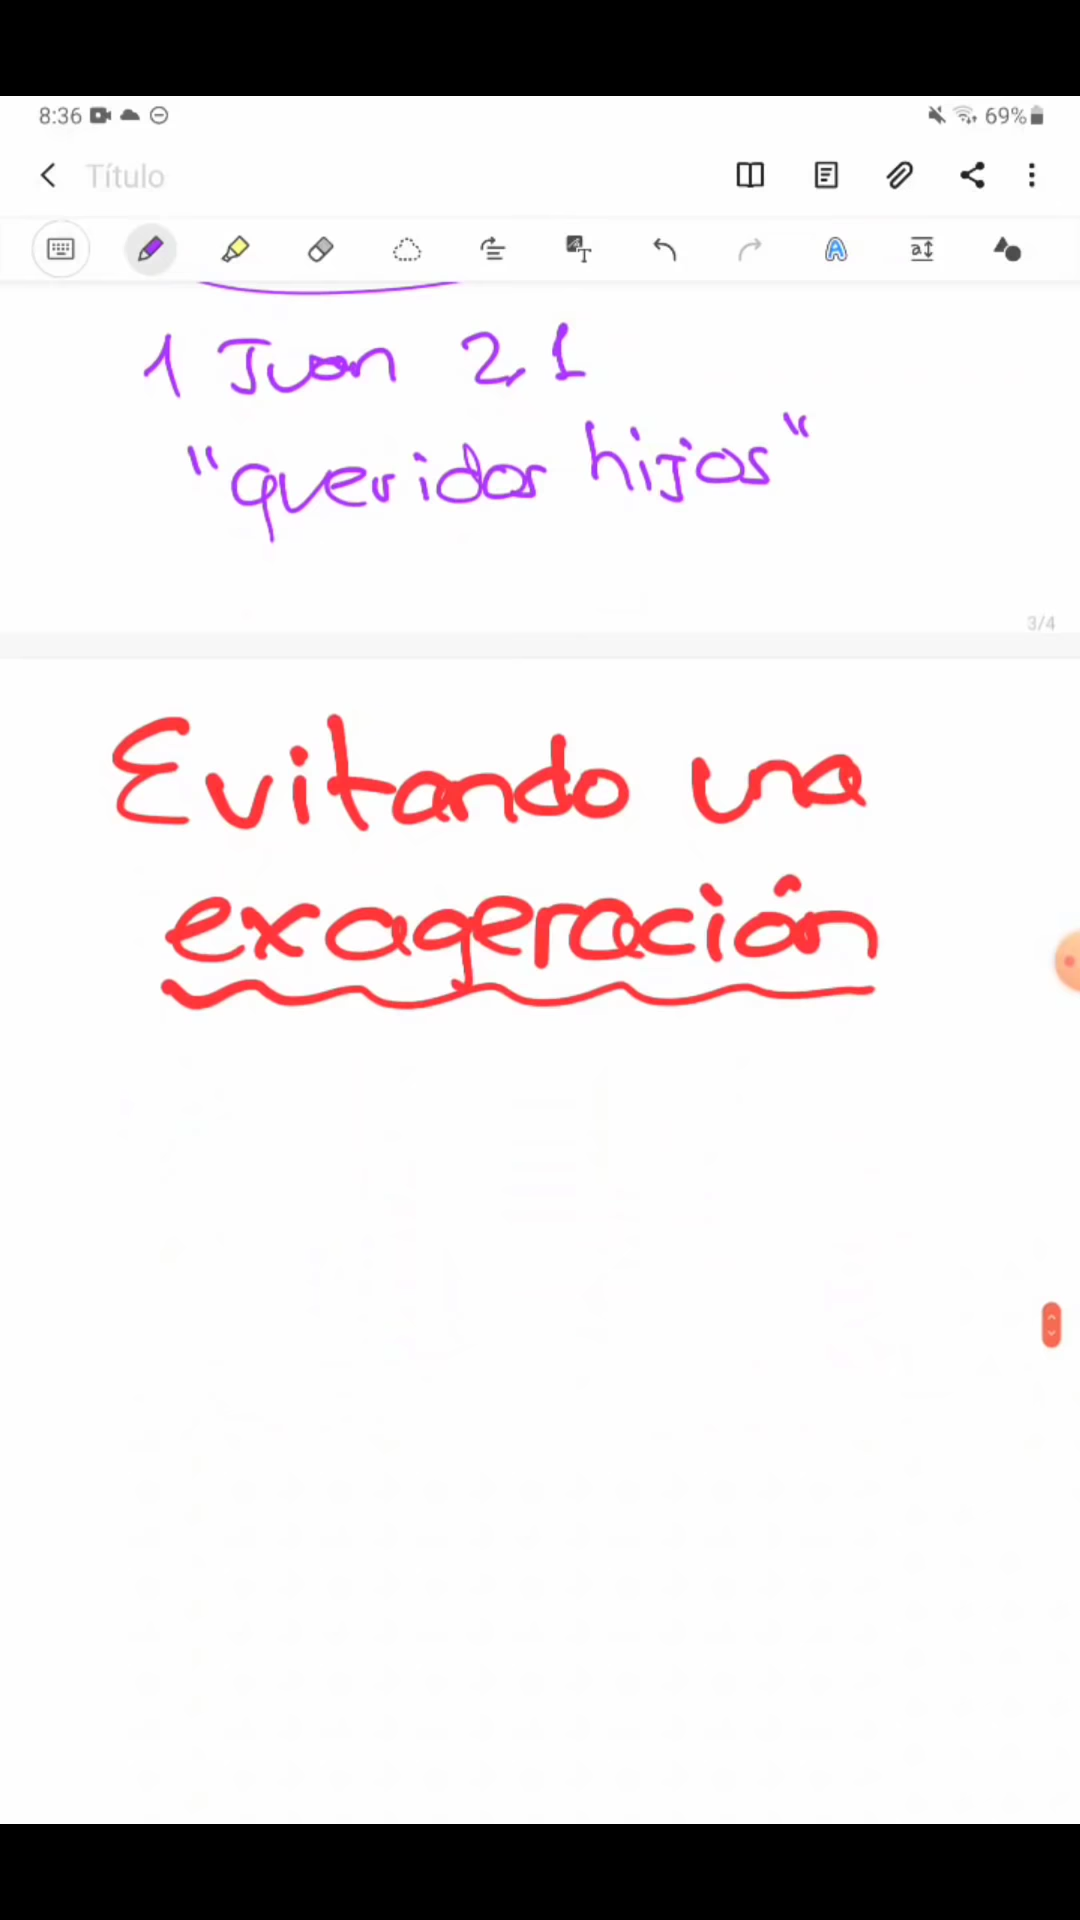 8:36
69%
Título
1 Juan 2,1
"queridos hijos"
3/4
Evitando una
exageración